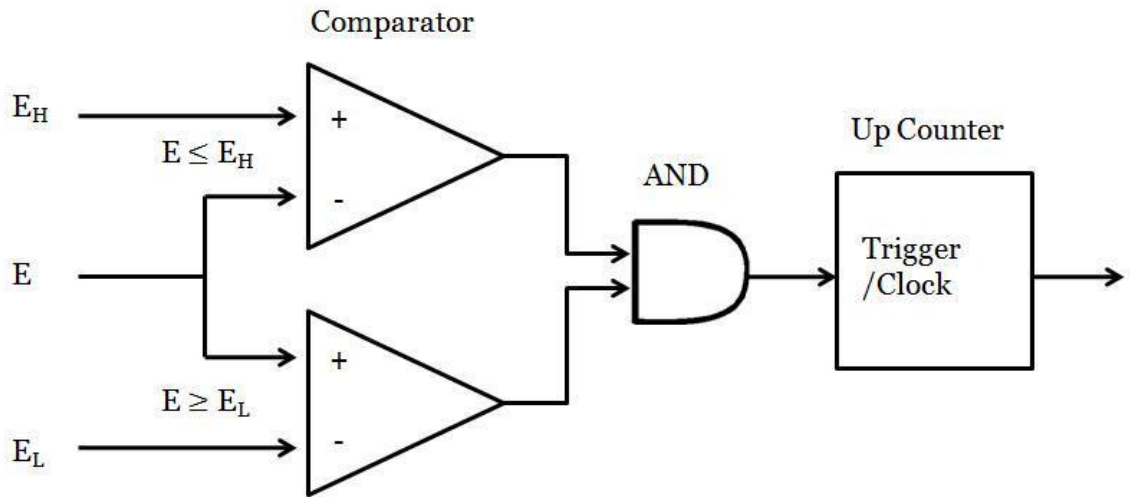 Comparator
E_H
+
E ≤ E_H
-
Up Counter
AND
E
Trigger
/Clock
+
E ≥ E_L
-
E_L